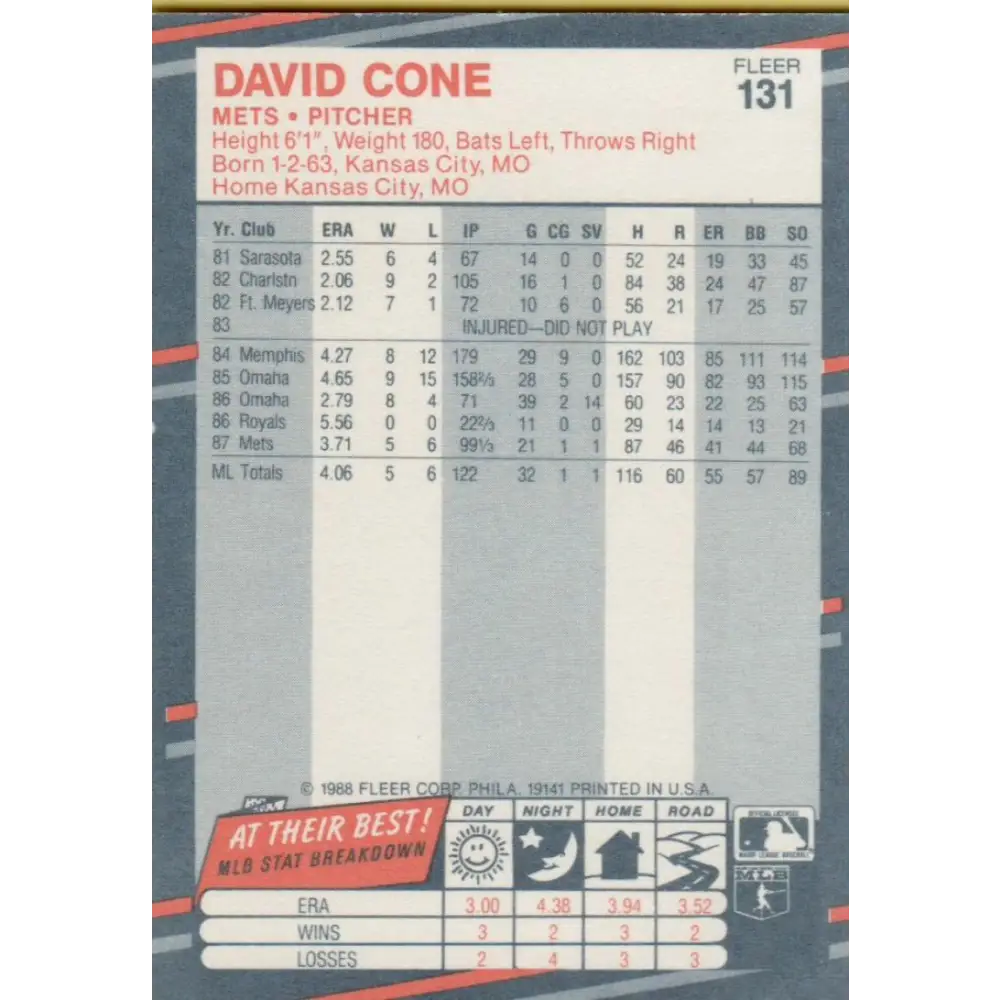 DAVID CONE
FLEER
131
METS • PITCHER
Height 6'1", Weight 180, Bats Left, Throws Right
Born 1-2-63, Kansas City, MO
Home Kansas City, MO
Yr. Club ERA W L IP G CG SV H R ER BB SO
81 Sarasota 2.55 6 4 67 14 0 0 52 24 19 33 45
82 Charlstn 2.06 9 2 105 16 1 0 84 38 24 47 87
82 Ft. Meyers 2.12 7 1 72 10 6 0 56 21 17 25 57
83 INJURED—DID NOT PLAY
84 Memphis 4.27 8 12 179 29 9 0 162 103 85 111 114
85 Omaha 4.65 9 15 158⅔ 28 5 0 157 90 82 93 115
86 Omaha 2.79 8 4 71 39 2 14 60 23 22 25 63
86 Royals 5.56 0 0 22⅔ 11 0 0 29 14 14 13 21
87 Mets 3.71 5 6 99⅓ 21 1 1 87 46 41 44 68
ML Totals 4.06 5 6 122 32 1 1 116 60 55 57 89
© 1988 FLEER CORP. PHILA. 19141 PRINTED IN U.S.A.
AT THEIR BEST!
MLB STAT BREAKDOWN
DAY NIGHT HOME ROAD
MAJOR LEAGUE BASEBALL
MLB
ERA 3.00 4.38 3.94 3.52
WINS 3 2 3 2
LOSSES 2 4 3 3